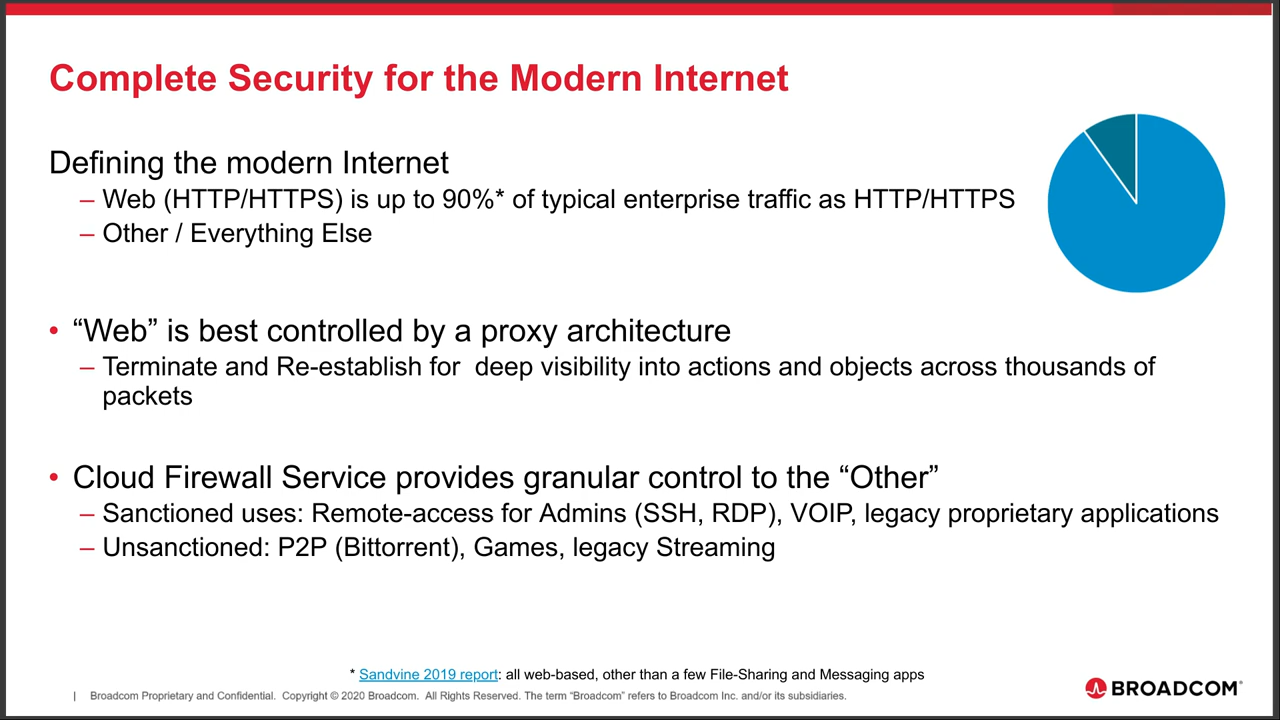 Complete Security for the Modern Internet
Defining the modern Internet
– Web (HTTP/HTTPS) is up to 90%* of typical enterprise traffic as HTTP/HTTPS
– Other / Everything Else
• “Web” is best controlled by a proxy architecture
– Terminate and Re-establish for  deep visibility into actions and objects across thousands of
packets
• Cloud Firewall Service provides granular control to the “Other”
– Sanctioned uses: Remote-access for Admins (SSH, RDP), VOIP, legacy proprietary applications
– Unsanctioned: P2P (Bittorrent), Games, legacy Streaming
* Sandvine 2019 report: all web-based, other than a few File-Sharing and Messaging apps
| Broadcom Proprietary and Confidential. Copyright © 2020 Broadcom. All Rights Reserved. The term “Broadcom” refers to Broadcom Inc. and/or its subsidiaries.
BROADCOM®